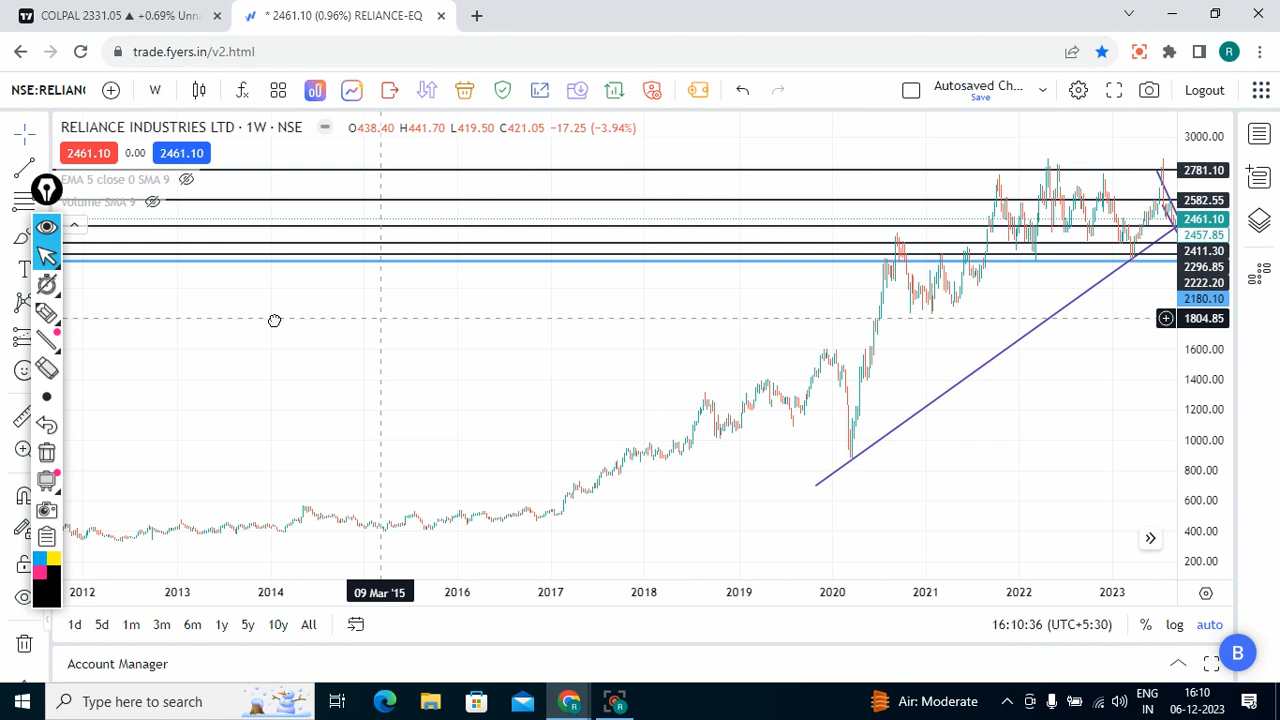 COLPAL 2331.05 ▲ +0.69% Unna
* 2461.10 (0.96%) RELIANCE-EQ
trade.fyers.in/v2.html
R
NSE:RELIANC
W
Autosaved Ch...
Save
Logout
RELIANCE INDUSTRIES LTD · 1W · NSE
O438.40 H441.70 L419.50 C421.05 −17.25 (−3.94%)
2461.10 0.00 2461.10
EMA 5 close 0 SMA 9
Volume SMA 9
3000.00
2781.10
2582.55
2461.10
2457.85
2411.30
2296.85
2222.20
2180.10
1804.85
1600.00
1400.00
1200.00
1000.00
800.00
600.00
400.00
200.00
2012 2013 2014 09 Mar '15 2016 2017 2018 2019 2020 2021 2022 2023
1d 5d 1m 3m 6m 1y 5y 10y All
16:10:36 (UTC+5:30) % log auto
B
Account Manager
Type here to search
Air: Moderate
ENG
IN
16:10
06-12-2023